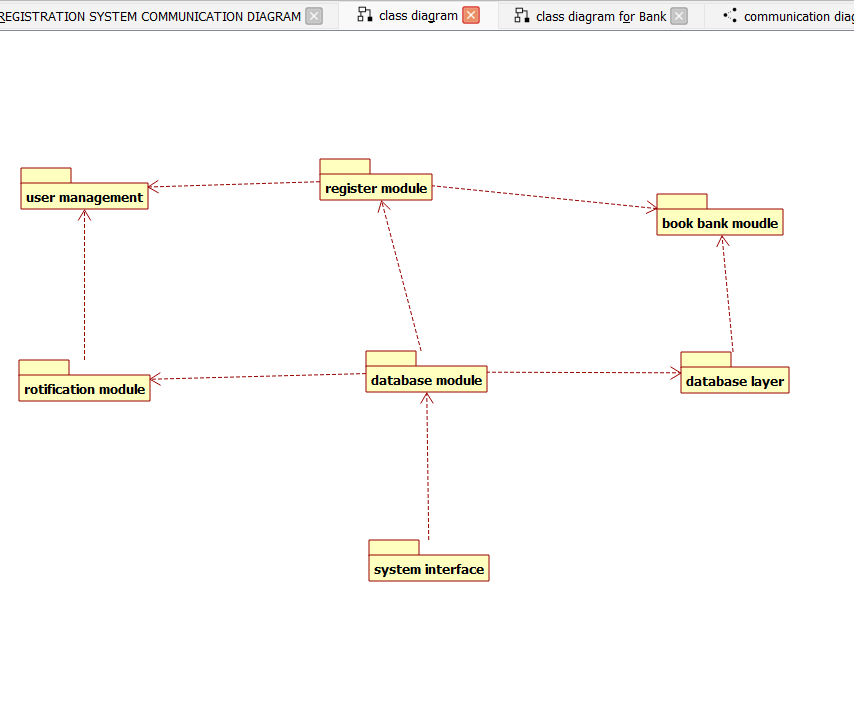 REGISTRATION SYSTEM COMMUNICATION DIAGRAM
class diagram
class diagram for Bank
communication diag
user management
register module
book bank moudle
rotification module
database module
database layer
system interface